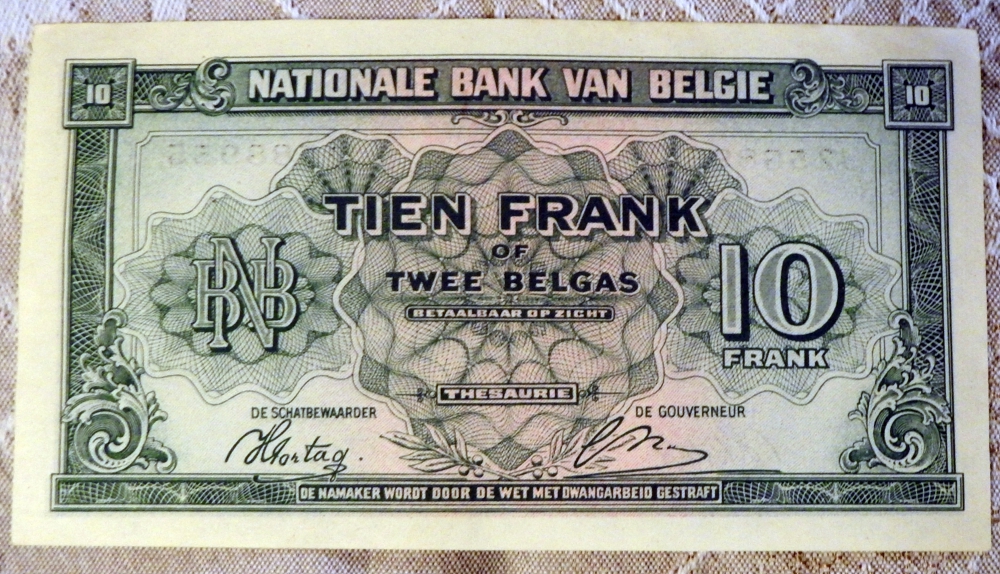 10 NATIONALE BANK VAN BELGIE 10
TIEN FRANK
OF
TWEE BELGAS
BNB
10
FRANK
BETAALBAAR OP ZICHT
THESAURIE
DE SCHATBEWAARDER DE GOUVERNEUR
DE NAMAKER WORDT DOOR DE WET MET DWANGARBEID GESTRAFT